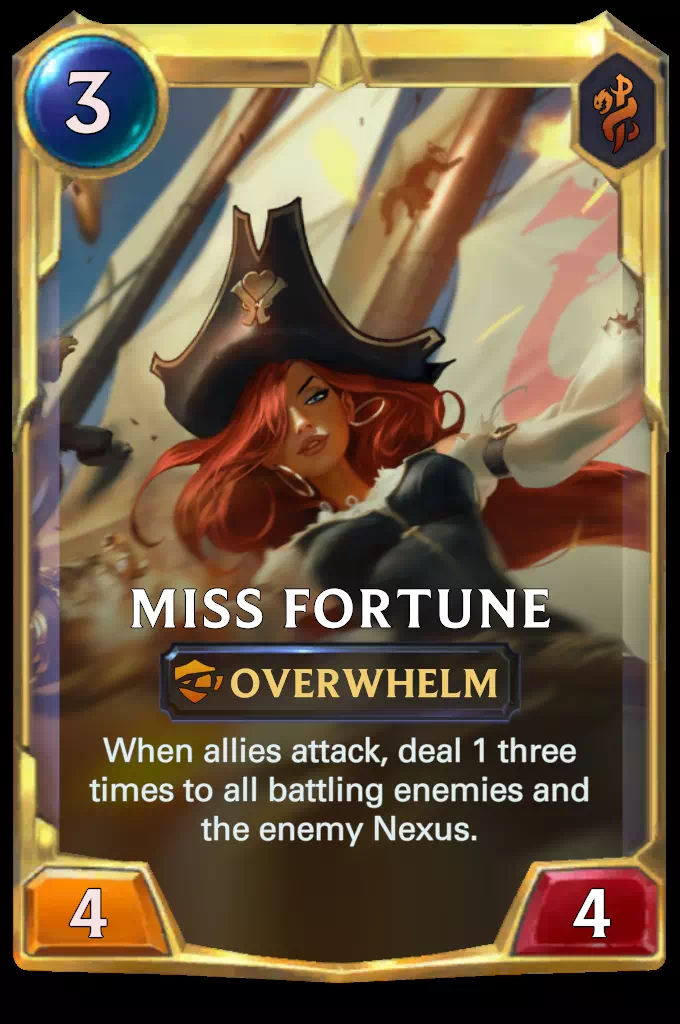 3
MISS FORTUNE
OVERWHELM
When allies attack, deal 1 three
times to all battling enemies and
the enemy Nexus.
4
4